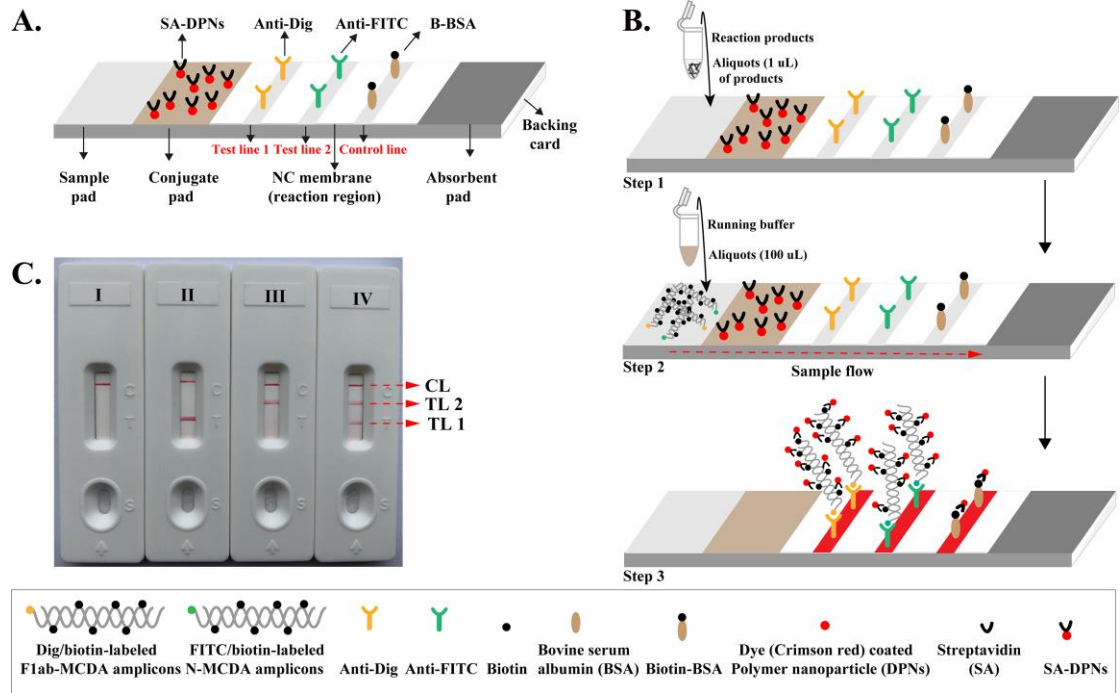 A.
SA-DPNs
Anti-Dig
Anti-FITC
B-BSA
Backing
card
Test line 1
Test line 2
Control line
Sample
pad
Conjugate
pad
NC membrane
(reaction region)
Absorbent
pad
B.
Reaction products
Aliquots (1 uL)
of products
Step 1
Running buffer
Aliquots (100 uL)
Step 2
Sample flow
Step 3
C.
I
II
III
IV
C
T
S
C
T
S
C
T
S
C
T
S
CL
TL 2
TL 1
Dig/biotin-labeled
F1ab-MCDA amplicons
FITC/biotin-labeled
N-MCDA amplicons
Anti-Dig
Anti-FITC
Biotin
Bovine serum
albumin (BSA)
Biotin-BSA
Dye (Crimson red) coated
Polymer nanoparticle (DPNs)
Streptavidin
(SA)
SA-DPNs